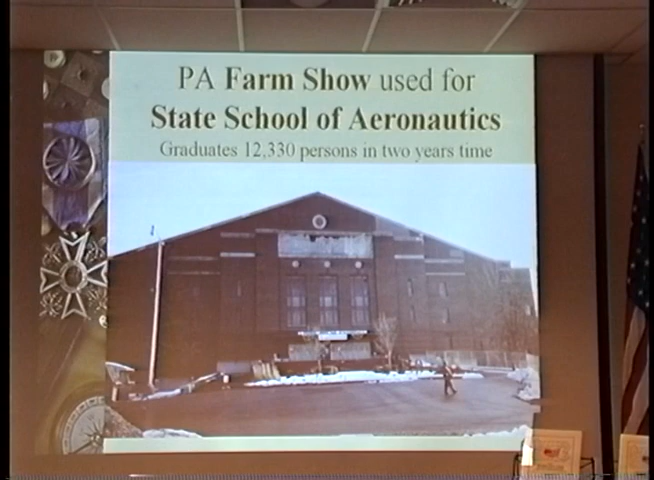 PA Farm Show used for
State School of Aeronautics
Graduates 12,330 persons in two years time